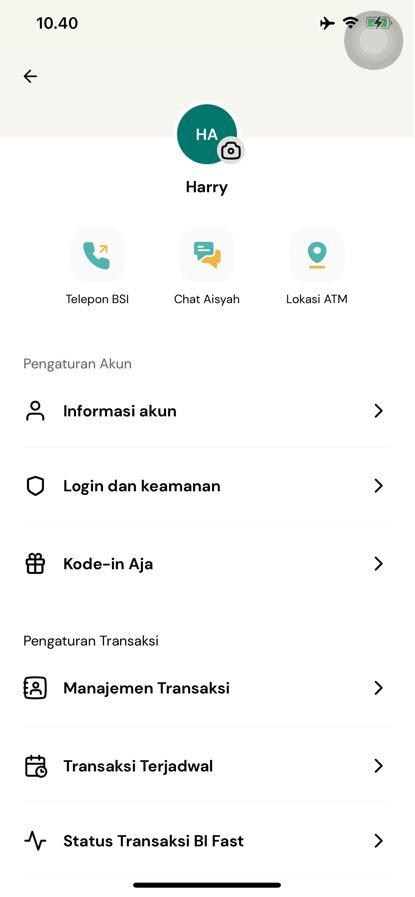 10.40
HA
Harry
Telepon BSI
Chat Aisyah
Lokasi ATM
Pengaturan Akun
Informasi akun
Login dan keamanan
Kode-in Aja
Pengaturan Transaksi
Manajemen Transaksi
Transaksi Terjadwal
Status Transaksi BI Fast